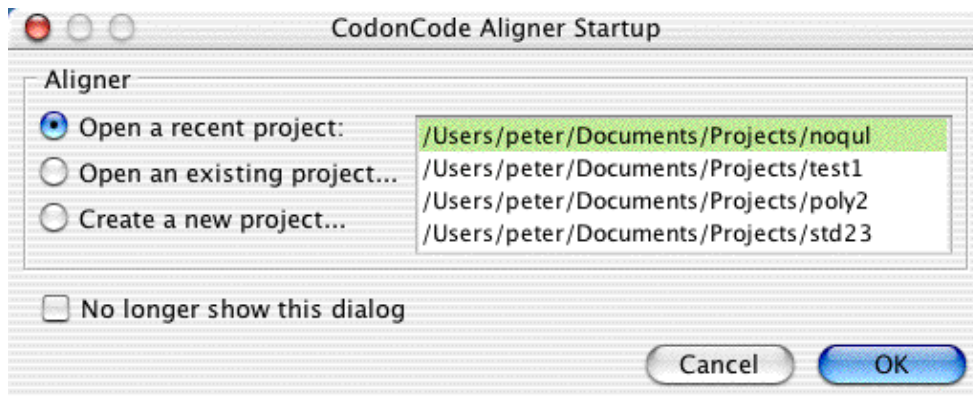 CodonCode Aligner Startup
Aligner
Open a recent project:
Open an existing project...
Create a new project...
/Users/peter/Documents/Projects/noqul
/Users/peter/Documents/Projects/test1
/Users/peter/Documents/Projects/poly2
/Users/peter/Documents/Projects/std23
No longer show this dialog
Cancel OK